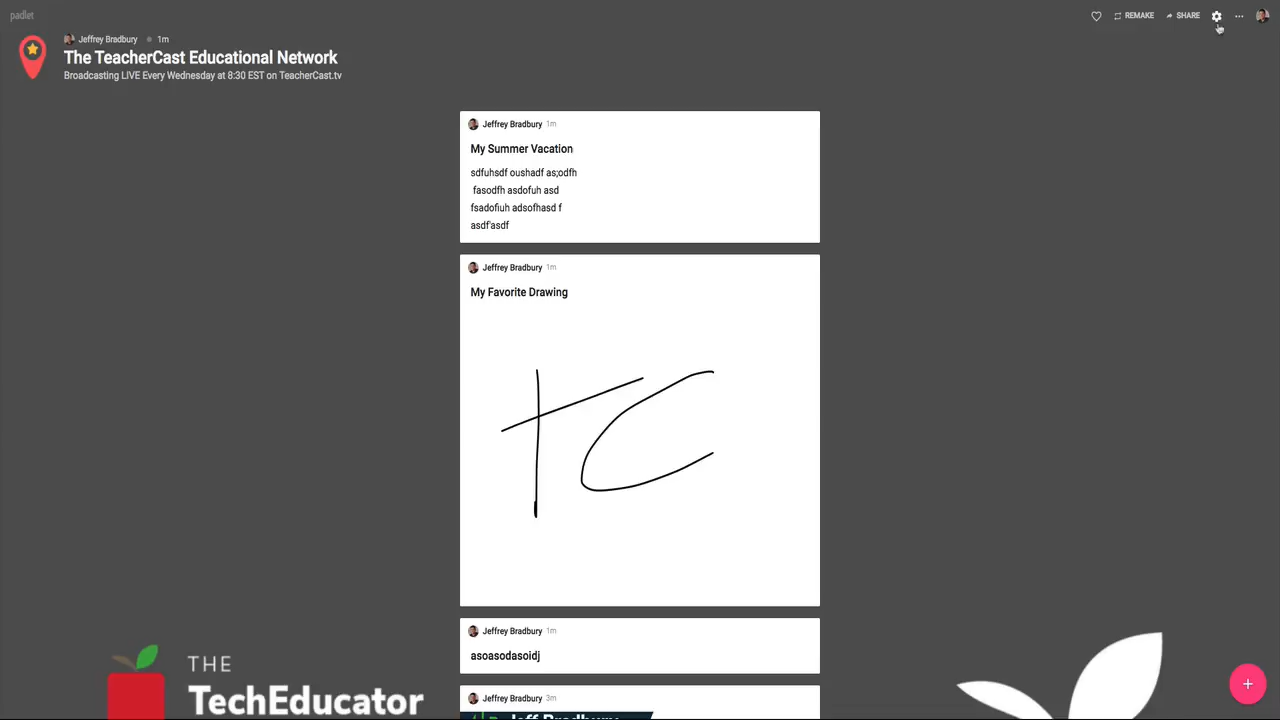 padlet
REMAKE
SHARE
Jeffrey Bradbury 1m
The TeacherCast Educational Network
Broadcasting LIVE Every Wednesday at 8:30 EST on TeacherCast.tv
Jeffrey Bradbury 1m
My Summer Vacation
sdfuhsdf oushadf as;odfh
fasodfh asdofuh asd
fsadofiuh adsofhasd f
asdf'asdf
Jeffrey Bradbury 1m
My Favorite Drawing
TC
Jeffrey Bradbury 1m
asoasodasoidj
Jeffrey Bradbury 3m
Jeff Bradbury
THE
TechEducator